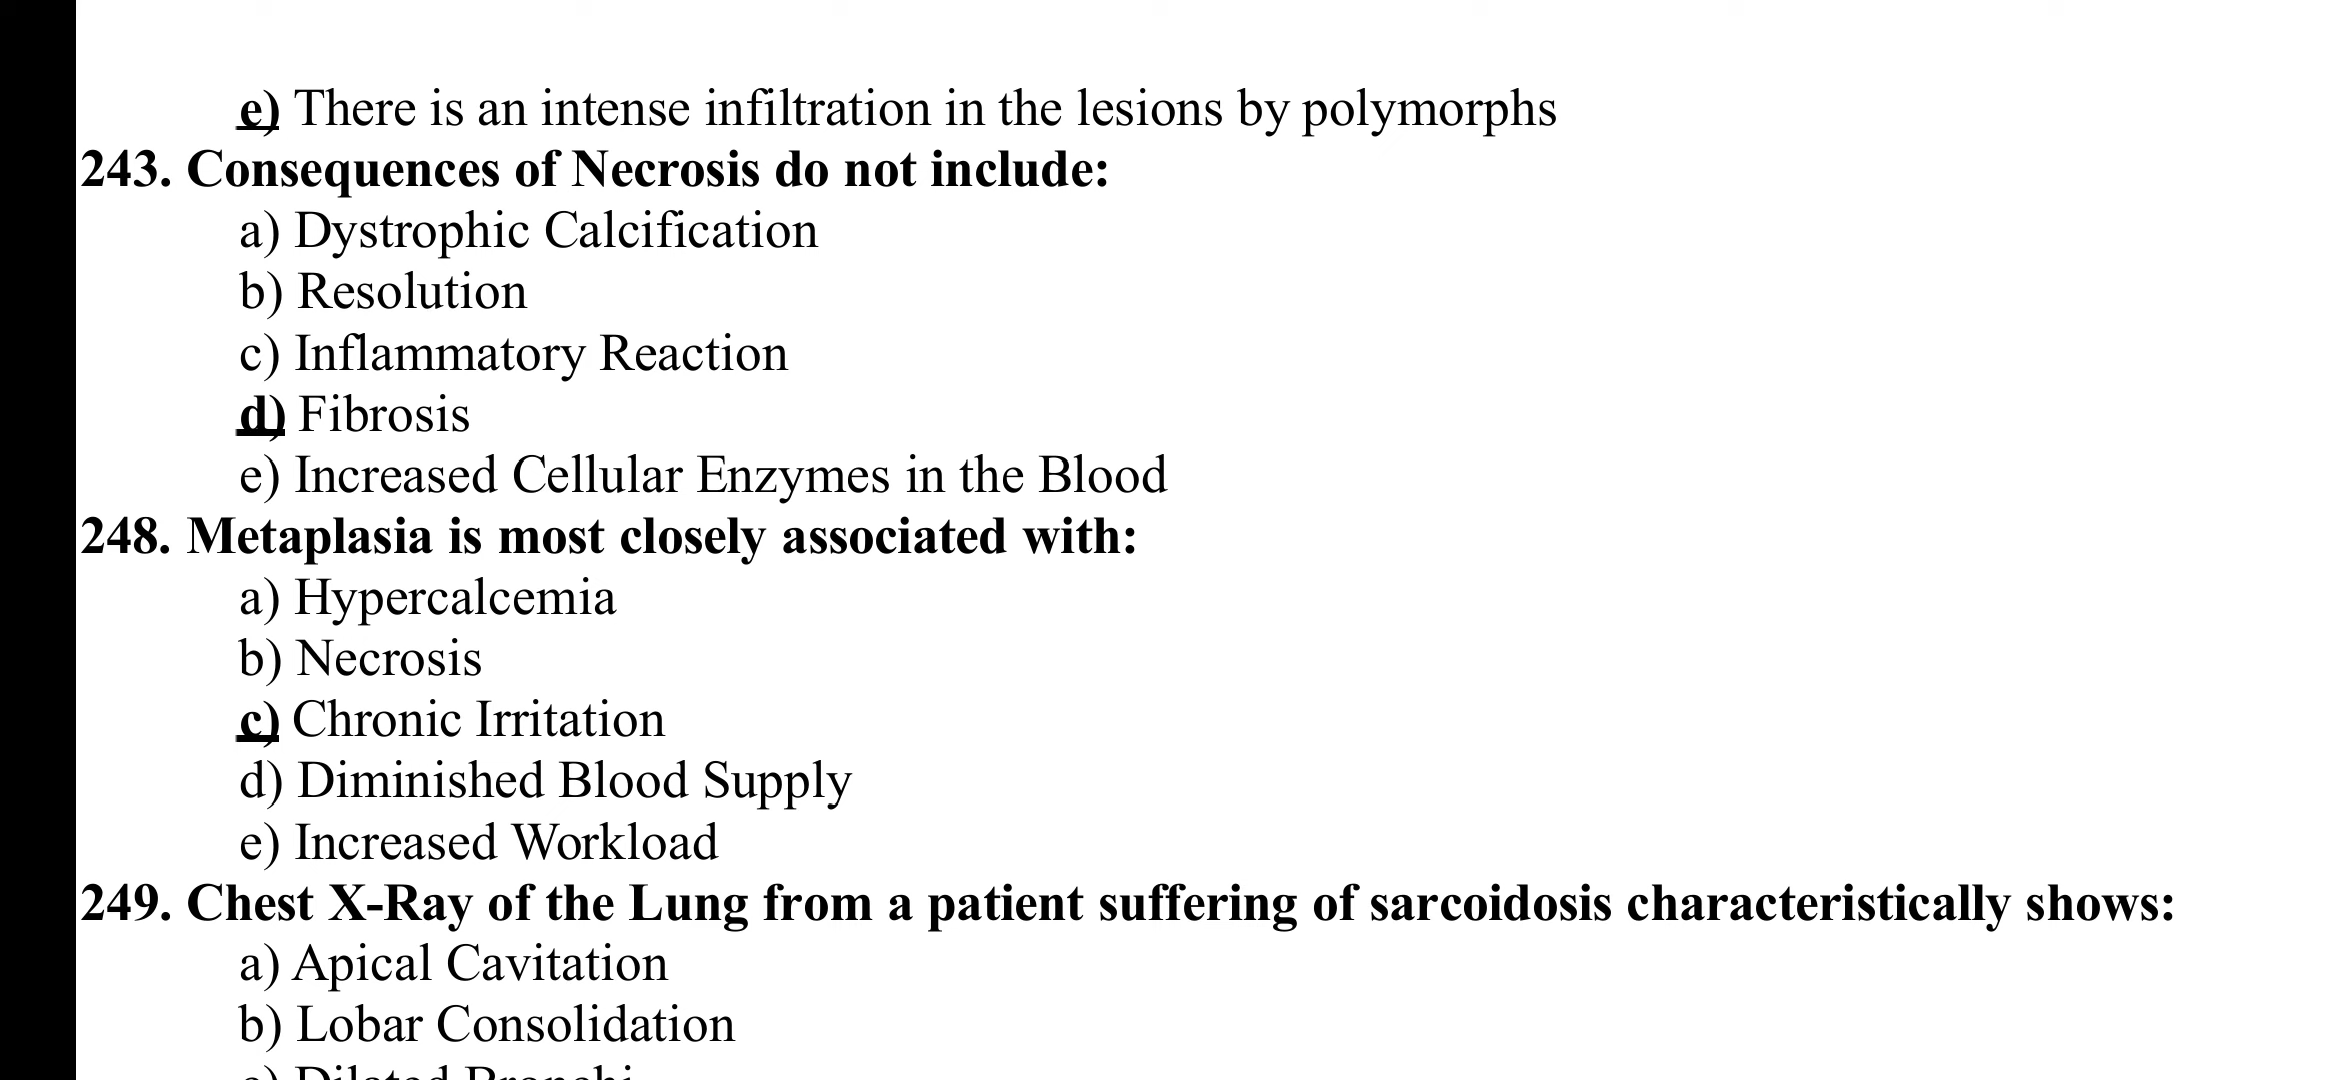 e) There is an intense infiltration in the lesions by polymorphs
243. Consequences of Necrosis do not include:
a) Dystrophic Calcification
b) Resolution
c) Inflammatory Reaction
d) Fibrosis
e) Increased Cellular Enzymes in the Blood
248. Metaplasia is most closely associated with:
a) Hypercalcemia
b) Necrosis
c) Chronic Irritation
d) Diminished Blood Supply
e) Increased Workload
249. Chest X-Ray of the Lung from a patient suffering of sarcoidosis characteristically shows:
a) Apical Cavitation
b) Lobar Consolidation
c) Dilated Bronchi